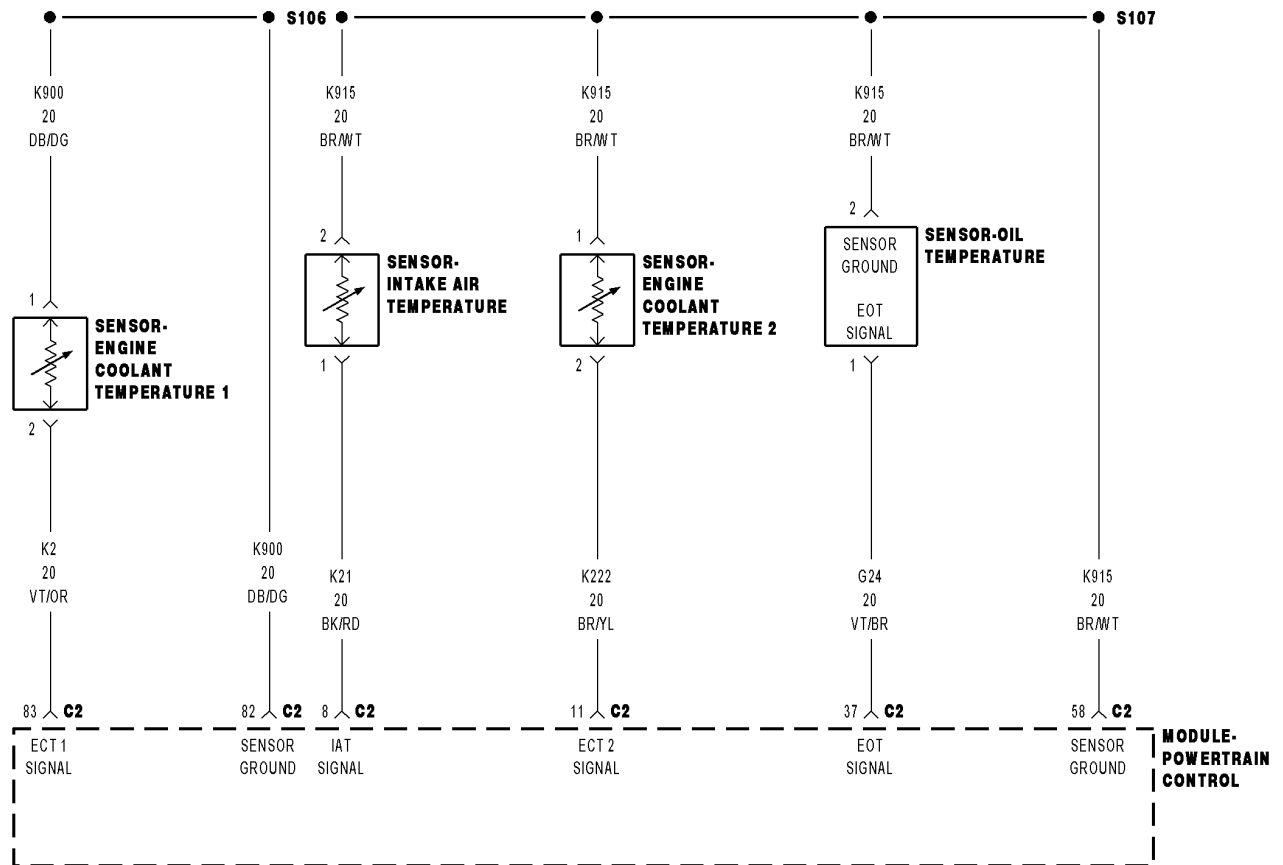 S106
S107
K900
20
DB/DG
K915
20
BR/WT
K915
20
BR/WT
K915
20
BR/WT
2
SENSOR
GROUND
EOT
SIGNAL
1
SENSOR-OIL
TEMPERATURE
2
SENSOR-
INTAKE AIR
TEMPERATURE
1
1
SENSOR-
ENGINE
COOLANT
TEMPERATURE 2
2
1
SENSOR-
ENGINE
COOLANT
TEMPERATURE 1
2
K2
20
VT/OR
K900
20
DB/DG
K21
20
BK/RD
K222
20
BR/YL
G24
20
VT/BR
K915
20
BR/WT
83 C2
82 C2
8 C2
11 C2
37 C2
58 C2
ECT 1
SIGNAL
SENSOR
GROUND
IAT
SIGNAL
ECT 2
SIGNAL
EOT
SIGNAL
SENSOR
GROUND
MODULE-
POWERTRAIN
CONTROL